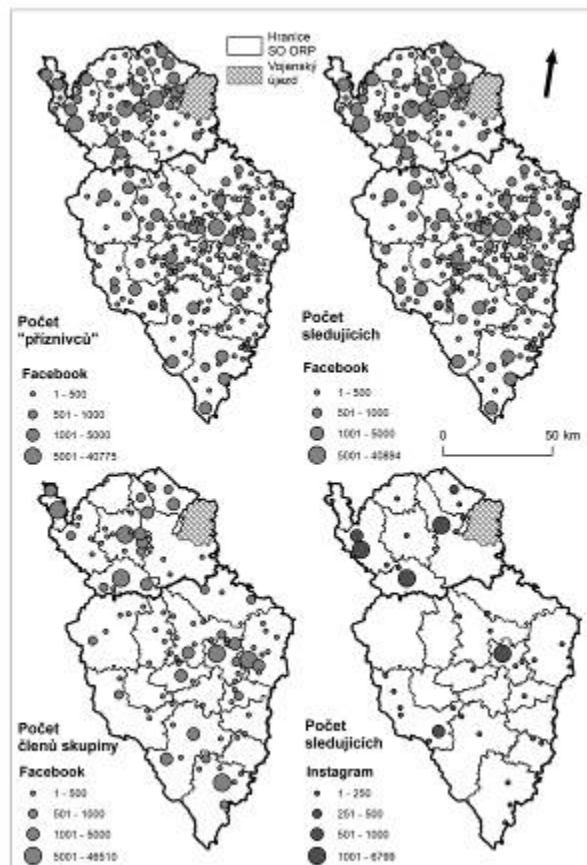 Hranice
SO ORP
Vojenský
újezd
Počet
"příznivců"
Facebook
1 - 500
501 - 1000
1001 - 5000
5001 - 40775
Počet
sledujících
Facebook
1 - 500
501 - 1000
1001 - 5000
5001 - 40894
0 50 km
Počet
členů skupiny
Facebook
1 - 500
501 - 1000
1001 - 5000
5001 - 46510
Počet
sledujících
Instagram
1 - 250
251 - 500
501 - 1000
1001 - 6769